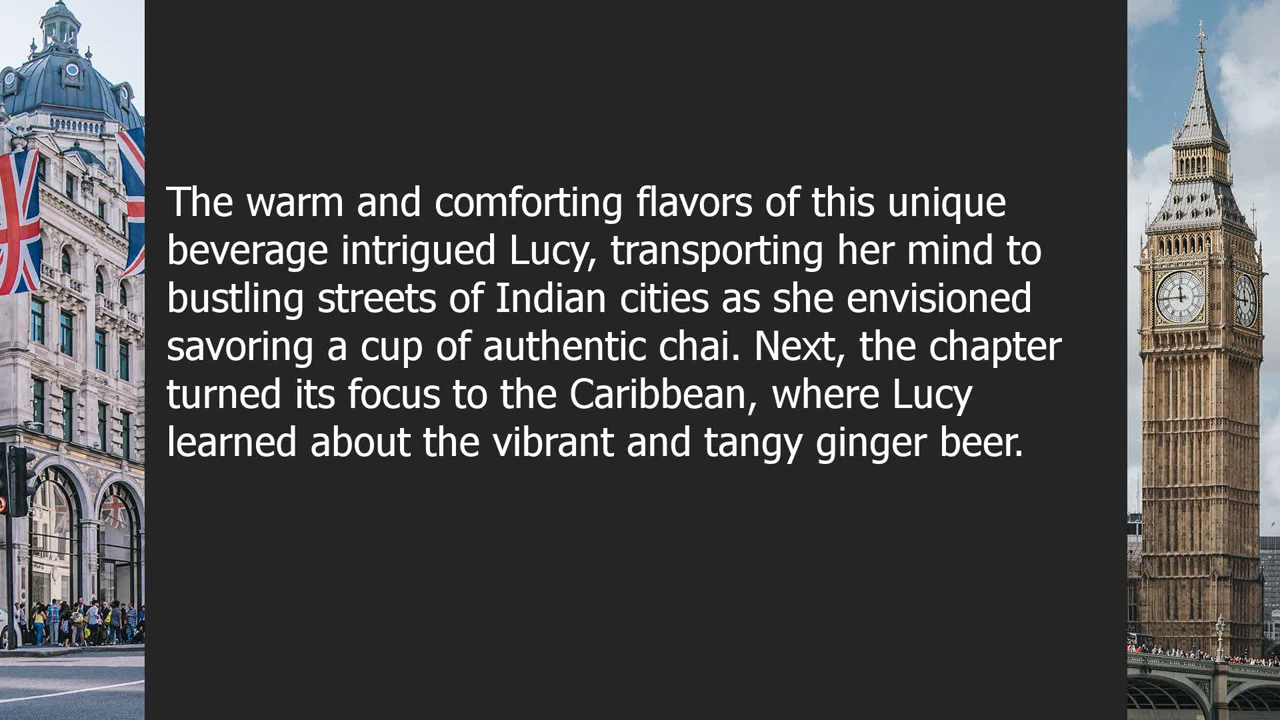 The warm and comforting flavors of this unique
beverage intrigued Lucy, transporting her mind to
bustling streets of Indian cities as she envisioned
savoring a cup of authentic chai. Next, the chapter
turned its focus to the Caribbean, where Lucy
learned about the vibrant and tangy ginger beer.